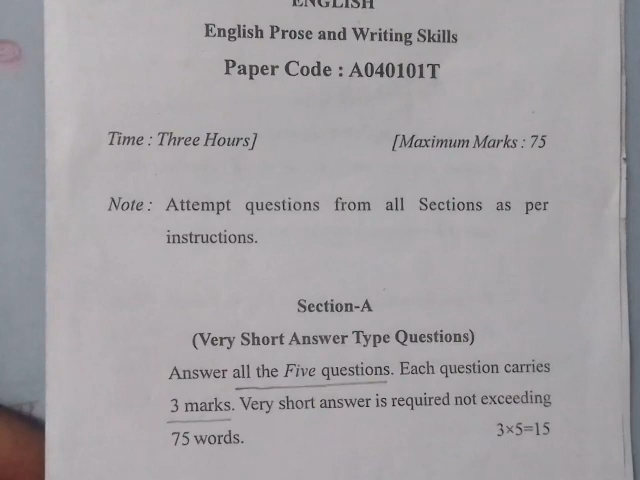 ENGLISH
English Prose and Writing Skills
Paper Code : A040101T
Time : Three Hours] [Maximum Marks : 75
Note : Attempt questions from all Sections as per
instructions.
Section-A
(Very Short Answer Type Questions)
Answer all the Five questions. Each question carries
3 marks. Very short answer is required not exceeding
75 words. 3×5=15